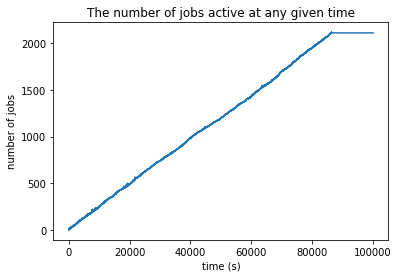 The number of jobs active at any given time
number of jobs
2000
1500
1000
500
0
0 20000 40000 60000 80000 100000
time (s)